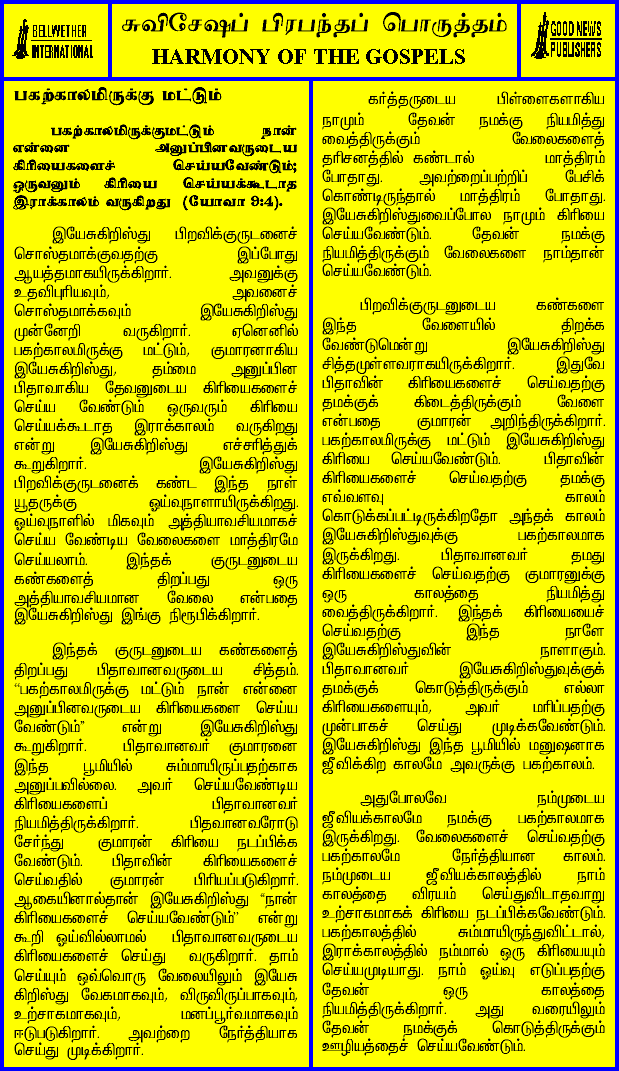 BELLWETHER
INTERNATIONAL
சுவிசேஷப் பிரபந்தப் பொருத்தம்
HARMONY OF THE GOSPELS
GOOD NEWS
PUBLISHERS
பகற்காலமிருக்கு மட்டும்
பகற்காலமிருக்குமட்டும் நான்
என்னை அனுப்பினவருடைய
கிரியைகளைச் செய்யவேண்டும்;
ஒருவனும் கிரியை செய்யக்கூடாத
இராக்காலம் வருகிறது (யோவா 9:4).
இயேசுகிறிஸ்து பிறவிக்குருடனைச்
சொஸ்தமாக்குவதற்கு இப்போது
ஆயத்தமாகயிருக்கிறார். அவனுக்கு
உதவிபுரியவும், அவனைச்
சொஸ்தமாக்கவும் இயேசுகிறிஸ்து
முன்னேறி வருகிறார். ஏனெனில்
பகற்காலமிருக்கு மட்டும், குமாரனாகிய
இயேசுகிறிஸ்து, தம்மை அனுப்பின
பிதாவாகிய தேவனுடைய கிரியைகளைச்
செய்ய வேண்டும் ஒருவரும் கிரியை
செய்யக்கூடாத இராக்காலம் வருகிறது
என்று இயேசுகிறிஸ்து எச்சரித்துக்
கூறுகிறார். இயேசுகிறிஸ்து
பிறவிக்குருடனைக் கண்ட இந்த நாள்
யூதருக்கு ஓய்வுநாளாயிருக்கிறது.
ஓய்வுநாளில் மிகவும் அத்தியாவசியமாகச்
செய்ய வேண்டிய வேலைகளை மாத்திரமே
செய்யலாம். இந்தக் குருடனுடைய
கண்களைத் திறப்பது ஒரு
அத்தியாவசியமான வேலை என்பதை
இயேசுகிறிஸ்து இங்கு நிரூபிக்கிறார்.
இந்தக் குருடனுடைய கண்களைத்
திறப்பது பிதாவானவருடைய சித்தம்.
“பகற்காலமிருக்கு மட்டும் நான் என்னை
அனுப்பினவருடைய கிரியைகளை செய்ய
வேண்டும்” என்று இயேசுகிறிஸ்து
கூறுகிறார். பிதாவானவர் குமாரனை
இந்த பூமியில் சும்மாயிருப்பதற்காக
அனுப்பவில்லை. அவர் செய்யவேண்டிய
கிரியைகளைப் பிதாவானவர்
நியமித்திருக்கிறார். பிதவானவரோடு
சேர்ந்து குமாரன் கிரியை நடப்பிக்க
வேண்டும். பிதாவின் கிரியைகளைச்
செய்வதில் குமாரன் பிரியப்படுகிறார்.
ஆகையினால்தான் இயேசுகிறிஸ்து “நான்
கிரியைகளைச் செய்யவேண்டும்” என்று
கூறி ஓய்வில்லாமல் பிதாவானவருடைய
கிரியைகளைச் செய்து வருகிறார். தாம்
செய்யும் ஒவ்வொரு வேலையிலும் இயேசு
கிறிஸ்து வேகமாகவும், விருவிருப்பாகவும்,
உற்சாகமாகவும், மனப்பூர்வமாகவும்
ஈடுபடுகிறார். அவற்றை நேர்த்தியாக
செய்து முடிக்கிறார்.
கர்த்தருடைய பிள்ளைகளாகிய
நாமும் தேவன் நமக்கு நியமித்து
வைத்திருக்கும் வேலைகளைத்
தரிசனத்தில் கண்டால் மாத்திரம்
போதாது. அவற்றைப்பற்றிப் பேசிக்
கொண்டிருந்தால் மாத்திரம் போதாது.
இயேசுகிறிஸ்துவைப்போல நாமும் கிரியை
செய்யவேண்டும். தேவன் நமக்கு
நியமித்திருக்கும் வேலைகளை நாம்தான்
செய்யவேண்டும்.
பிறவிக்குருடனுடைய கண்களை
இந்த வேளையில் திறக்க
வேண்டுமென்று இயேசுகிறிஸ்து
சித்தமுள்ளவராகயிருக்கிறார். இதுவே
பிதாவின் கிரியைகளைச் செய்வதற்கு
தமக்குக் கிடைத்திருக்கும் வேளை
என்பதை குமாரன் அறிந்திருக்கிறார்.
பகற்காலமிருக்கு மட்டும் இயேசுகிறிஸ்து
கிரியை செய்யவேண்டும். பிதாவின்
கிரியைகளைச் செய்வதற்கு தமக்கு
எவ்வளவு காலம்
கொடுக்கப்பட்டிருக்கிறதோ அந்தக் காலம்
இயேசுகிறிஸ்துவுக்கு பகற்காலமாக
இருக்கிறது. பிதாவானவர் தமது
கிரியைகளைச் செய்வதற்கு குமாரனுக்கு
ஒரு காலத்தை நியமித்து
வைத்திருக்கிறார். இந்தக் கிரியையைச்
செய்வதற்கு இந்த நாளே
இயேசுகிறிஸ்துவின் நாளாகும்.
பிதாவானவர் இயேசுகிறிஸ்துவுக்குக்
தமக்குக் கொடுத்திருக்கும் எல்லா
கிரியைகளையும், அவர் மரிப்பதற்கு
முன்பாகச் செய்து முடிக்கவேண்டும்.
இயேசுகிறிஸ்து இந்த பூமியில் மனுஷனாக
ஜீவிக்கிற காலமே அவருக்கு பகற்காலம்.
அதுபோலவே நம்முடைய
ஜீவியக்காலமே நமக்கு பகற்காலமாக
இருக்கிறது. வேலைகளைச் செய்வதற்கு
பகற்காலமே நேர்த்தியான காலம்.
நம்முடைய ஜீவியக்காலத்தில் நாம்
காலத்தை விரயம் செய்துவிடாதவாறு
உற்சாகமாகக் கிரியை நடப்பிக்கவேண்டும்.
பகற்காலத்தில் சும்மாயிருந்துவிட்டால்,
இராக்காலத்தில் நம்மால் ஒரு கிரியையும்
செய்யமுடியாது. நாம் ஓய்வு எடுப்பதற்கு
தேவன் ஒரு காலத்தை
நியமித்திருக்கிறார். அது வரையிலும்
தேவன் நமக்குக் கொடுத்திருக்கும்
ஊழியத்தைச் செய்யவேண்டும்.